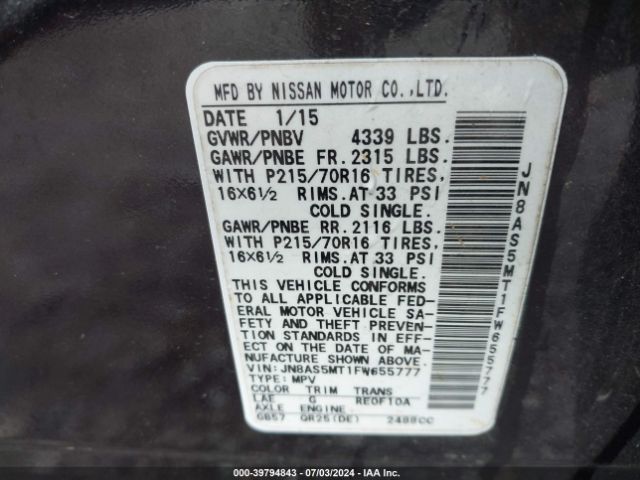 MFD BY NISSAN MOTOR CO.,LTD.
DATE 1/15
GVWR/PNBV 4339 LBS.
GAWR/PNBE FR. 2315 LBS.
WITH P215/70R16 TIRES,
16×6½ RIMS. AT 33 PSI
COLD SINGLE.
GAWR/PNBE RR. 2116 LBS.
WITH P215/70R16 TIRES,
16×6½ RIMS. AT 33 PSI
COLD SINGLE.
THIS VEHICLE CONFORMS
TO ALL APPLICABLE FED-
ERAL MOTOR VEHICLE SA-
FETY AND THEFT PREVEN-
TION STANDARDS IN EFF-
ECT ON THE DATE OF MA-
NUFACTURE SHOWN ABOVE.
VIN: JN8AS5MT1FW655777
TYPE: MPV
COLOR TRIM TRANS
LAE G RE0F10A
AXLE ENGINE
GB57 QR25(DE) 2488CC
JN8AS5MT1FW655777
000-39794843 - 07/03/2024 - IAA Inc.